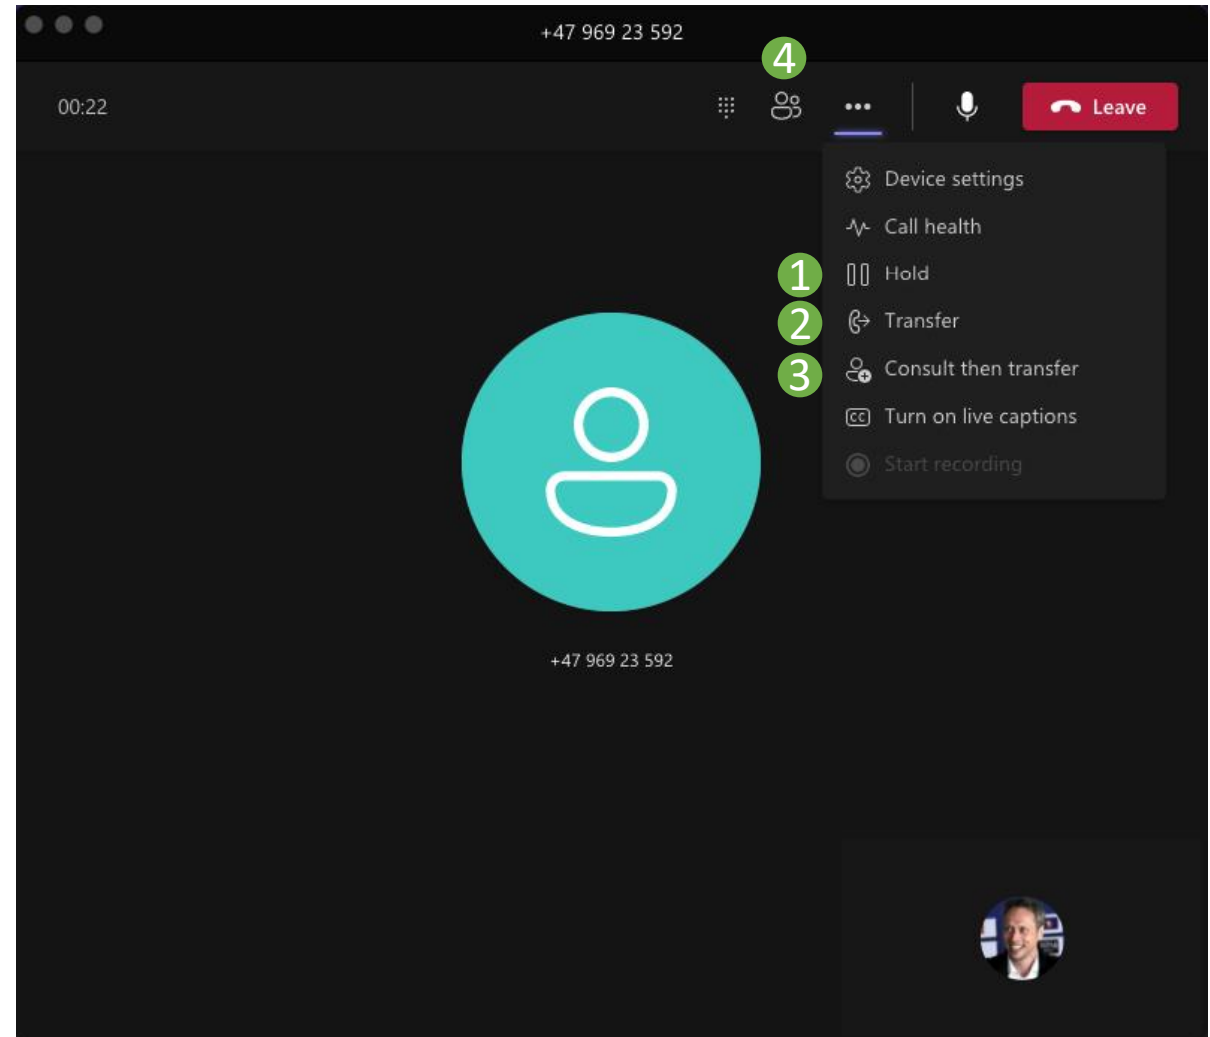 +47 969 23 592
4
00:22
Leave
Device settings
Call health
1 Hold
2 Transfer
3 Consult then transfer
CC Turn on live captions
Start recording
+47 969 23 592